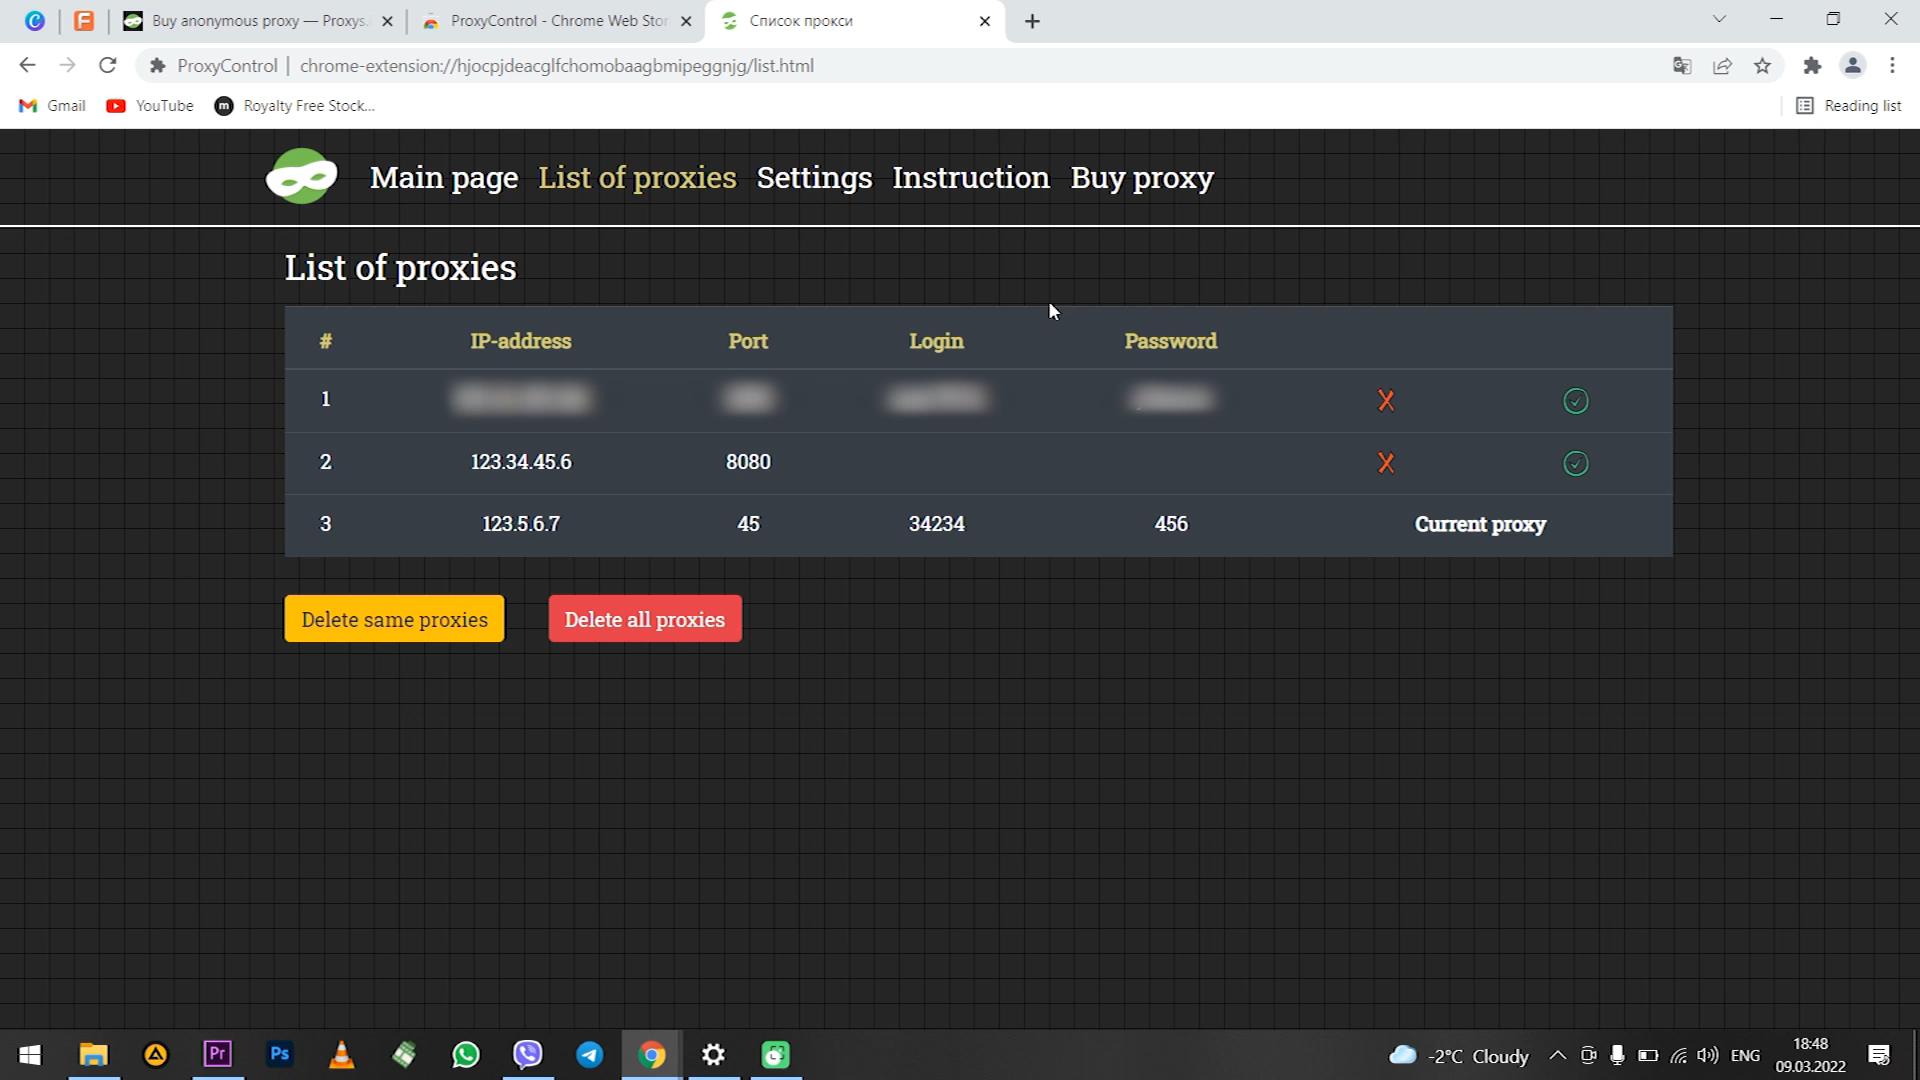 Buy anonymous proxy — Proxys.
ProxyControl - Chrome Web Stor
Список прокси
ProxyControl | chrome-extension://hjocpjdeacglfchomobaagbmipeggnjg/list.html
Gmail
YouTube
m
Royalty Free Stock...
Reading list
Main page
List of proxies
Settings
Instruction
Buy proxy
List of proxies
# IP-address Port Login Password
1
2 123.34.45.6 8080
3 123.5.6.7 45 34234 456 Current proxy
Delete same proxies
Delete all proxies
Pr
Ps
-2°C Cloudy
ENG
18:48
09.03.2022